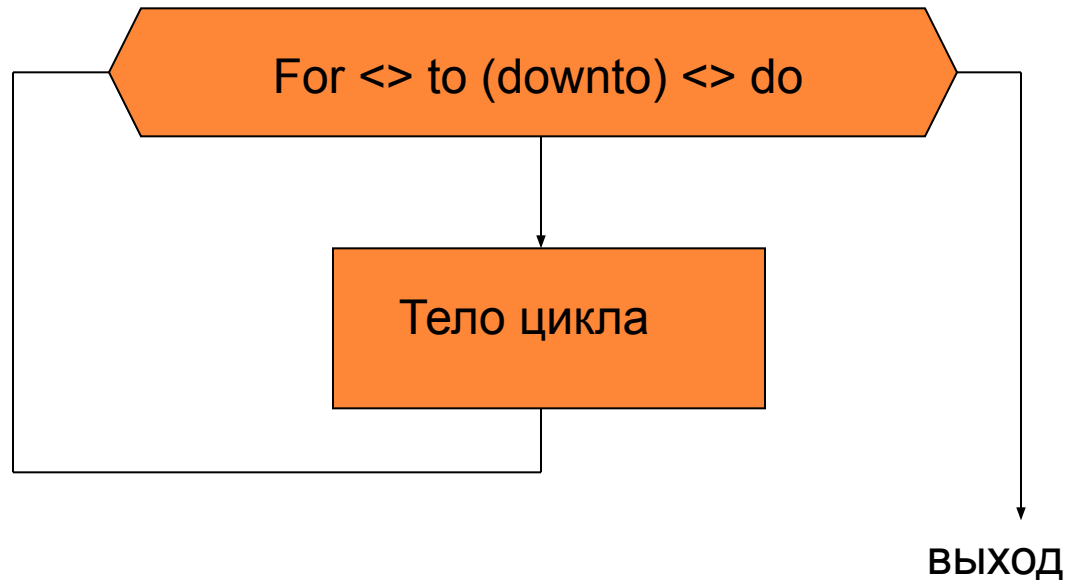 For <> to (downto) <> do
Тело цикла
выход